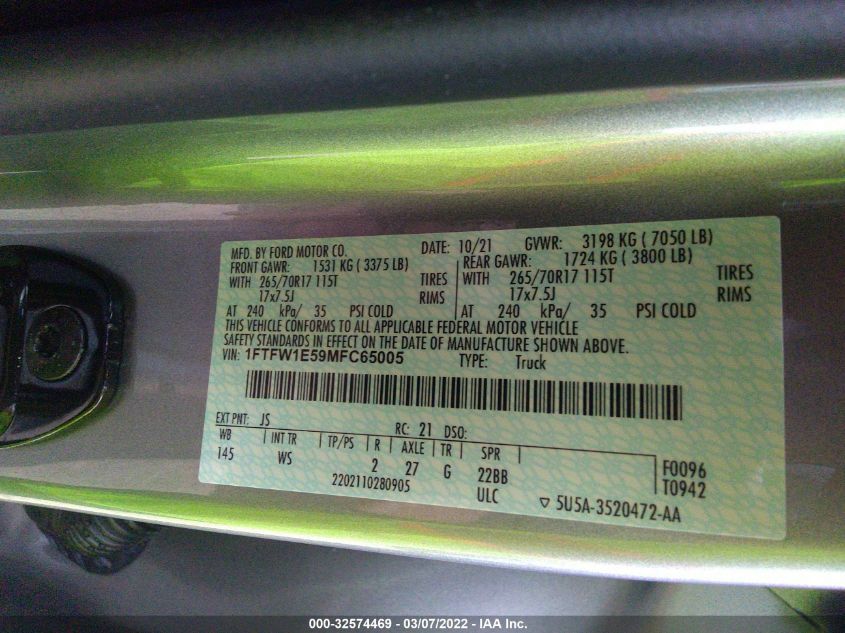 MFD. BY FORD MOTOR CO. DATE: 10/21 GVWR: 3198 KG ( 7050 LB)
FRONT GAWR: 1531 KG ( 3375 LB) REAR GAWR: 1724 KG ( 3800 LB)
WITH 265/70R17 115T TIRES WITH 265/70R17 115T TIRES
17x7.5J RIMS 17x7.5J RIMS
AT 240 kPa/ 35 PSI COLD AT 240 kPa/ 35 PSI COLD
THIS VEHICLE CONFORMS TO ALL APPLICABLE FEDERAL MOTOR VEHICLE
SAFETY STANDARDS IN EFFECT ON THE DATE OF MANUFACTURE SHOWN ABOVE.
VIN: 1FTFW1E59MFC65005 TYPE: Truck
EXT PNT: JS RC: 21 DSO:
WB INT TR TP/PS R AXLE TR SPR
145 WS 2 27 G 22BB F0096
2202110280905 ULC T0942
▽ 5U5A-3520472-AA
000-32574469 - 03/07/2022 - IAA Inc.